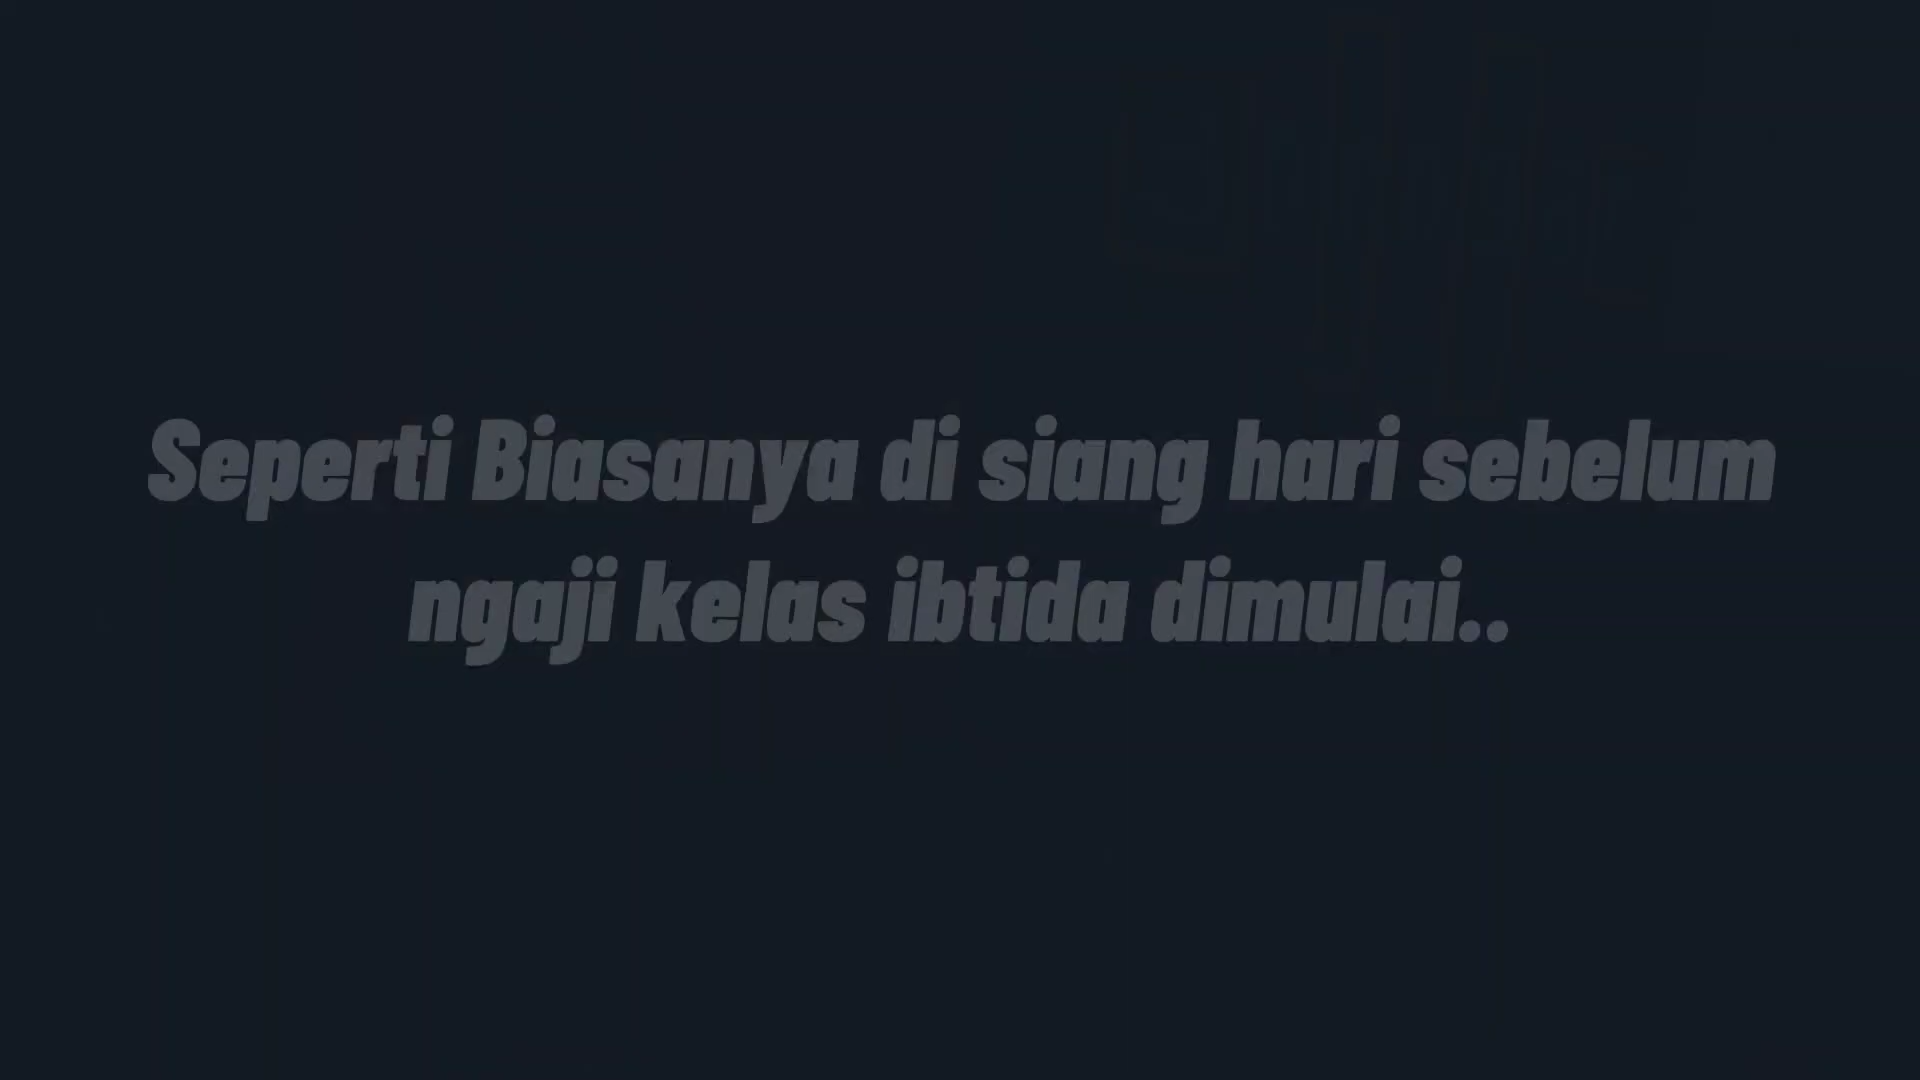 Seperti Biasanya di siang hari sebelum
ngaji kelas ibtida dimulai..